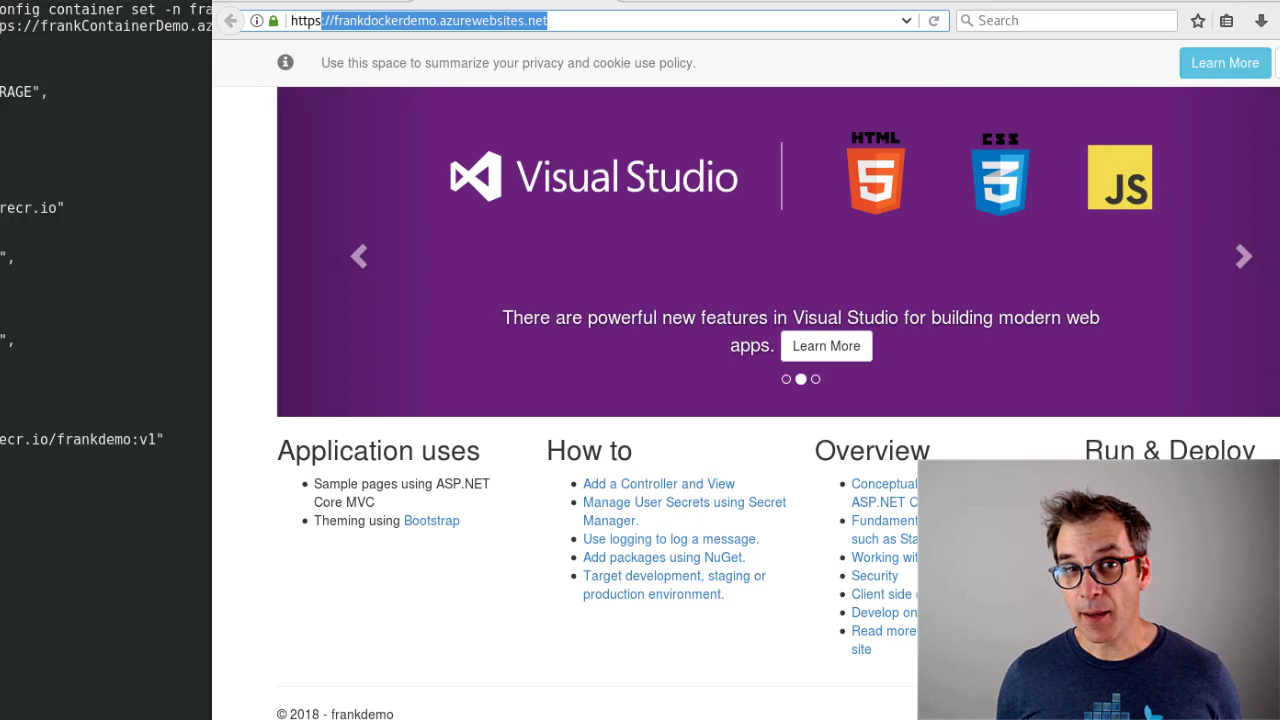 onfig container set -n fra
ps://frankContainerDemo.az
RAGE",
recr.io"
",
",
ecr.io/frankdemo:v1"
https://frankdockerdemo.azurewebsites.net
Search
Use this space to summarize your privacy and cookie use policy.
Learn More
Visual Studio
HTML
5
CSS
3
JS
There are powerful new features in Visual Studio for building modern web
apps.
Learn More
Application uses
Sample pages using ASP.NET
Core MVC
Theming using Bootstrap
How to
Add a Controller and View
Manage User Secrets using Secret
Manager.
Use logging to log a message.
Add packages using NuGet.
Target development, staging or
production environment.
Overview
Conceptual
ASP.NET C
Fundament
such as Sta
Working wit
Security
Client side
Develop on
Read more
site
Run & Deploy
© 2018 - frankdemo